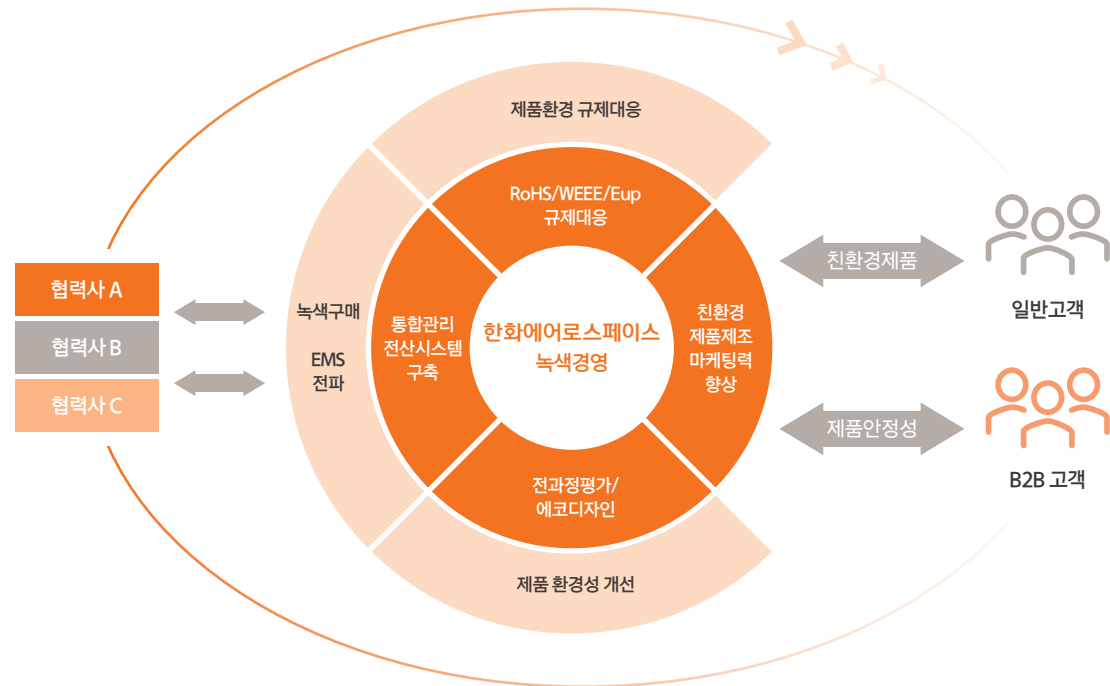 제품환경 규제대응
RoHS/WEEE/Eup
규제대응
협력사 A
협력사 B
협력사 C
녹색구매
EMS
전파
통합관리
전산시스템
구축
한화에어로스페이스
녹색경영
친환경
제품제조
마케팅력
향상
전과정평가/
에코디자인
제품 환경성 개선
친환경제품
일반고객
제품안정성
B2B 고객